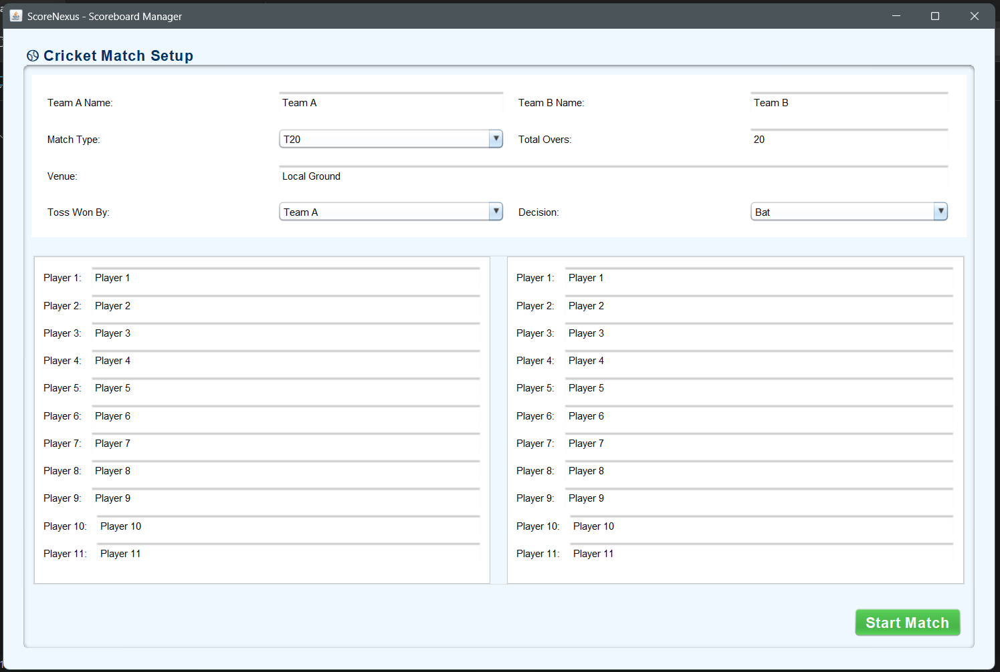 ScoreNexus - Scoreboard Manager
Cricket Match Setup
Team A Name: Team A Team B Name: Team B
Match Type: T20 Total Overs: 20
Venue: Local Ground
Toss Won By: Team A Decision: Bat
Player 1: Player 1 Player 1: Player 1
Player 2: Player 2 Player 2: Player 2
Player 3: Player 3 Player 3: Player 3
Player 4: Player 4 Player 4: Player 4
Player 5: Player 5 Player 5: Player 5
Player 6: Player 6 Player 6: Player 6
Player 7: Player 7 Player 7: Player 7
Player 8: Player 8 Player 8: Player 8
Player 9: Player 9 Player 9: Player 9
Player 10: Player 10 Player 10: Player 10
Player 11: Player 11 Player 11: Player 11
Start Match